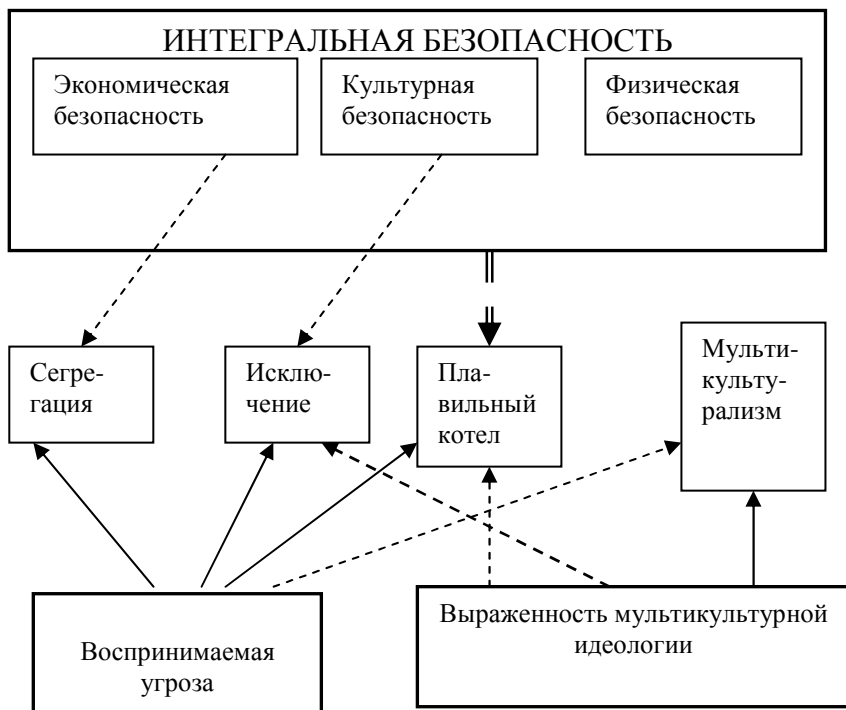 ИНТЕГРАЛЬНАЯ БЕЗОПАСНОСТЬ
Экономическая
безопасность
Культурная
безопасность
Физическая
безопасность
Сегре-
гация
Исклю-
чение
Пла-
вильный
котел
Мульти-
культу-
рализм
Воспринимаемая
угроза
Выраженность мультикультурной
идеологии